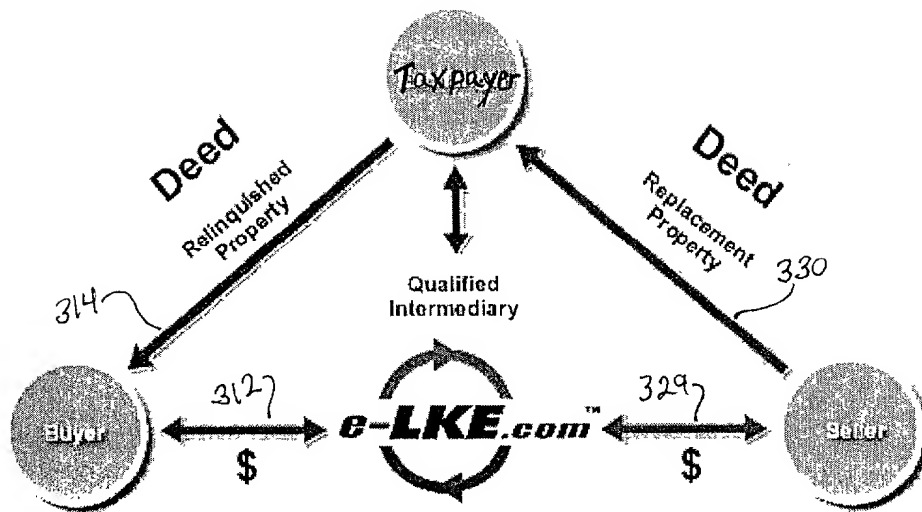 Taxpayer
Deed
Relinquished
Property
Deed
Replacement
Property
314
330
Qualified
Intermediary
Buyer
312
$
e-LKE.com™
329
$
Seller